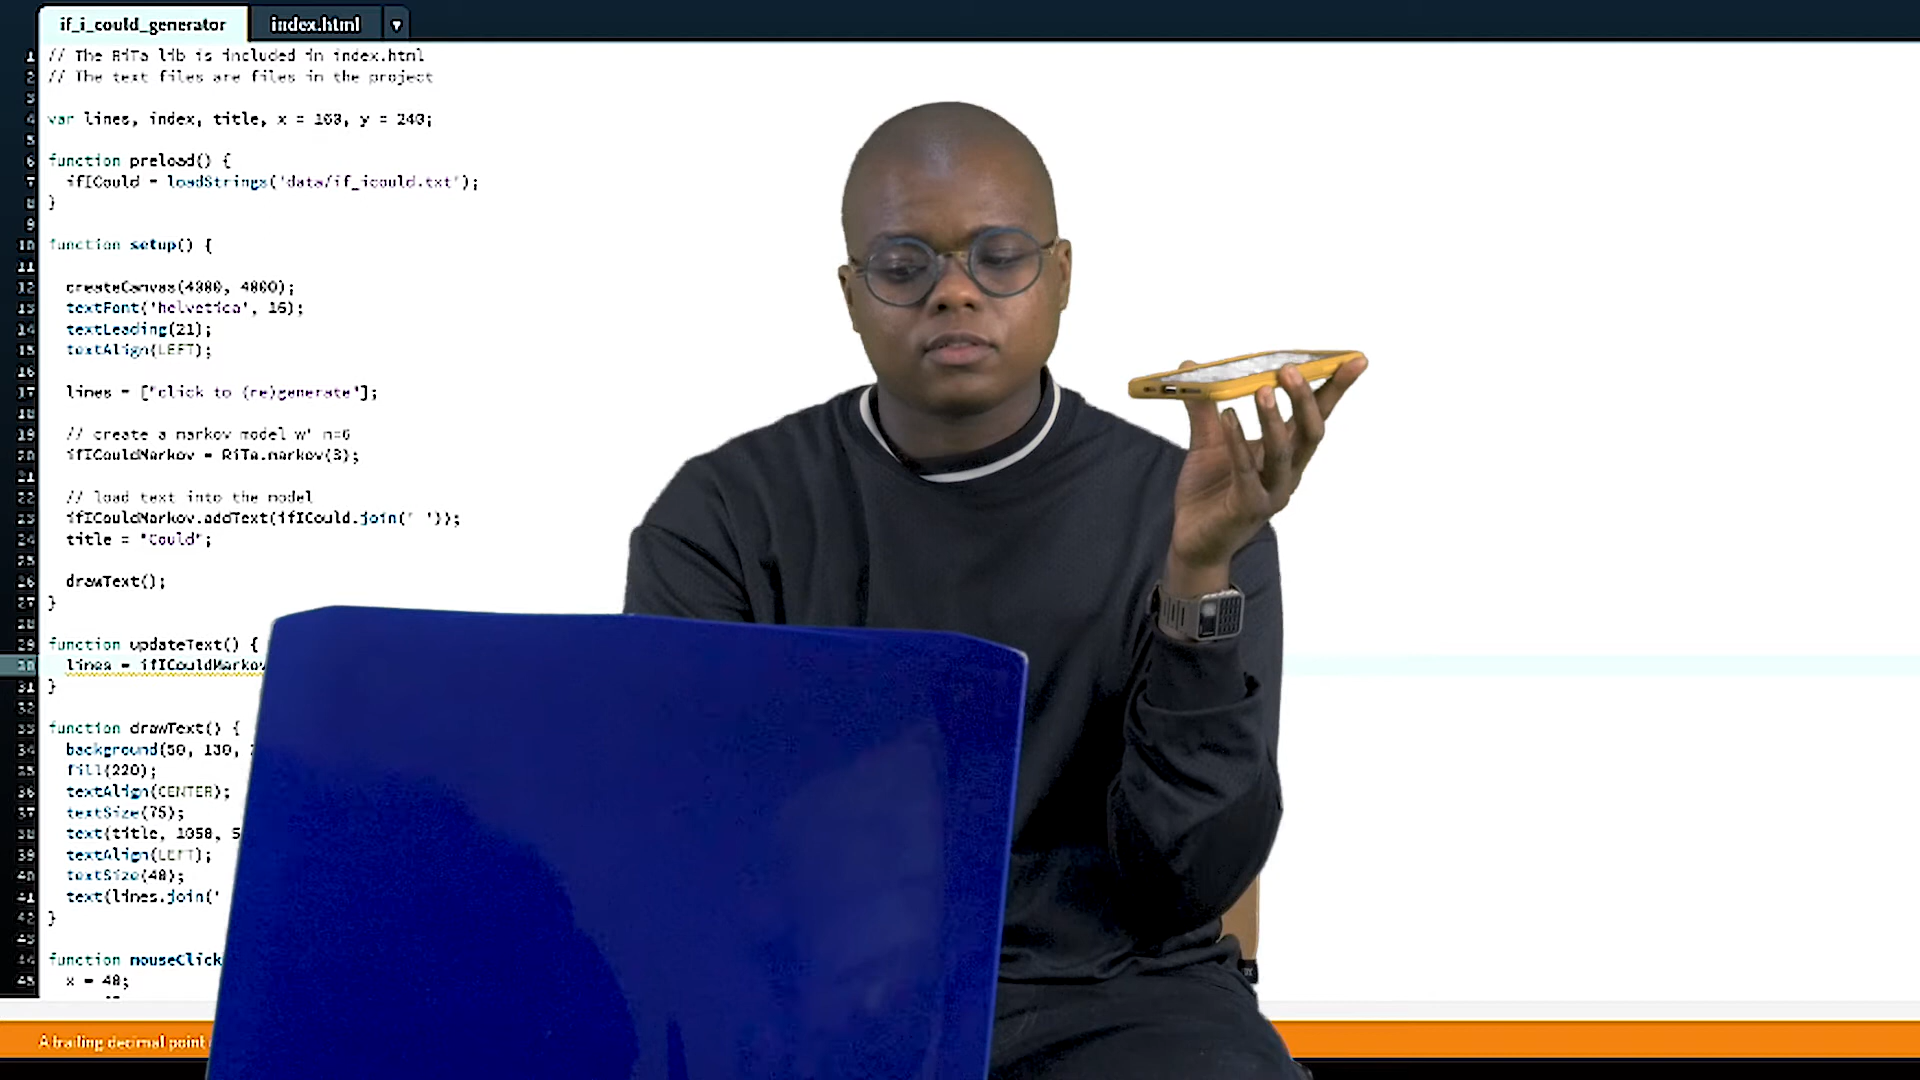 if_i_could_generator
index.html
1 // The RiTa lib is included in index.html
2 // The text files are files in the project
3
4 var lines, index, title, x = 160, y = 240;
5
6 function preload() {
7 ifICould = loadStrings('data/if_icould.txt');
8 }
9
10 function setup() {
11
12 createCanvas(4000, 4000);
13 textFont('helvetica', 16);
14 textLeading(21);
15 textAlign(LEFT);
16
17 lines = ["click to (re)generate"];
18
19 // create a markov model w' n=6
20 ifICouldMarkov = RiTa.markov(3);
21
22 // load text into the model
23 ifICouldMarkov.addText(ifICould.join(' '));
24 title = "Could";
25
26 drawText();
27 }
28
29 function updateText() {
30 lines = ifICouldMarkov
31 }
32
33 function drawText() {
34 background(50, 130,
35 fill(220);
36 textAlign(CENTER);
37 textSize(75);
38 text(title, 1050, 5
39 textAlign(LEFT);
40 textSize(40);
41 text(lines.join('
42 }
43
44 function mouseClick
45 x = 40;
A trailing decimal point